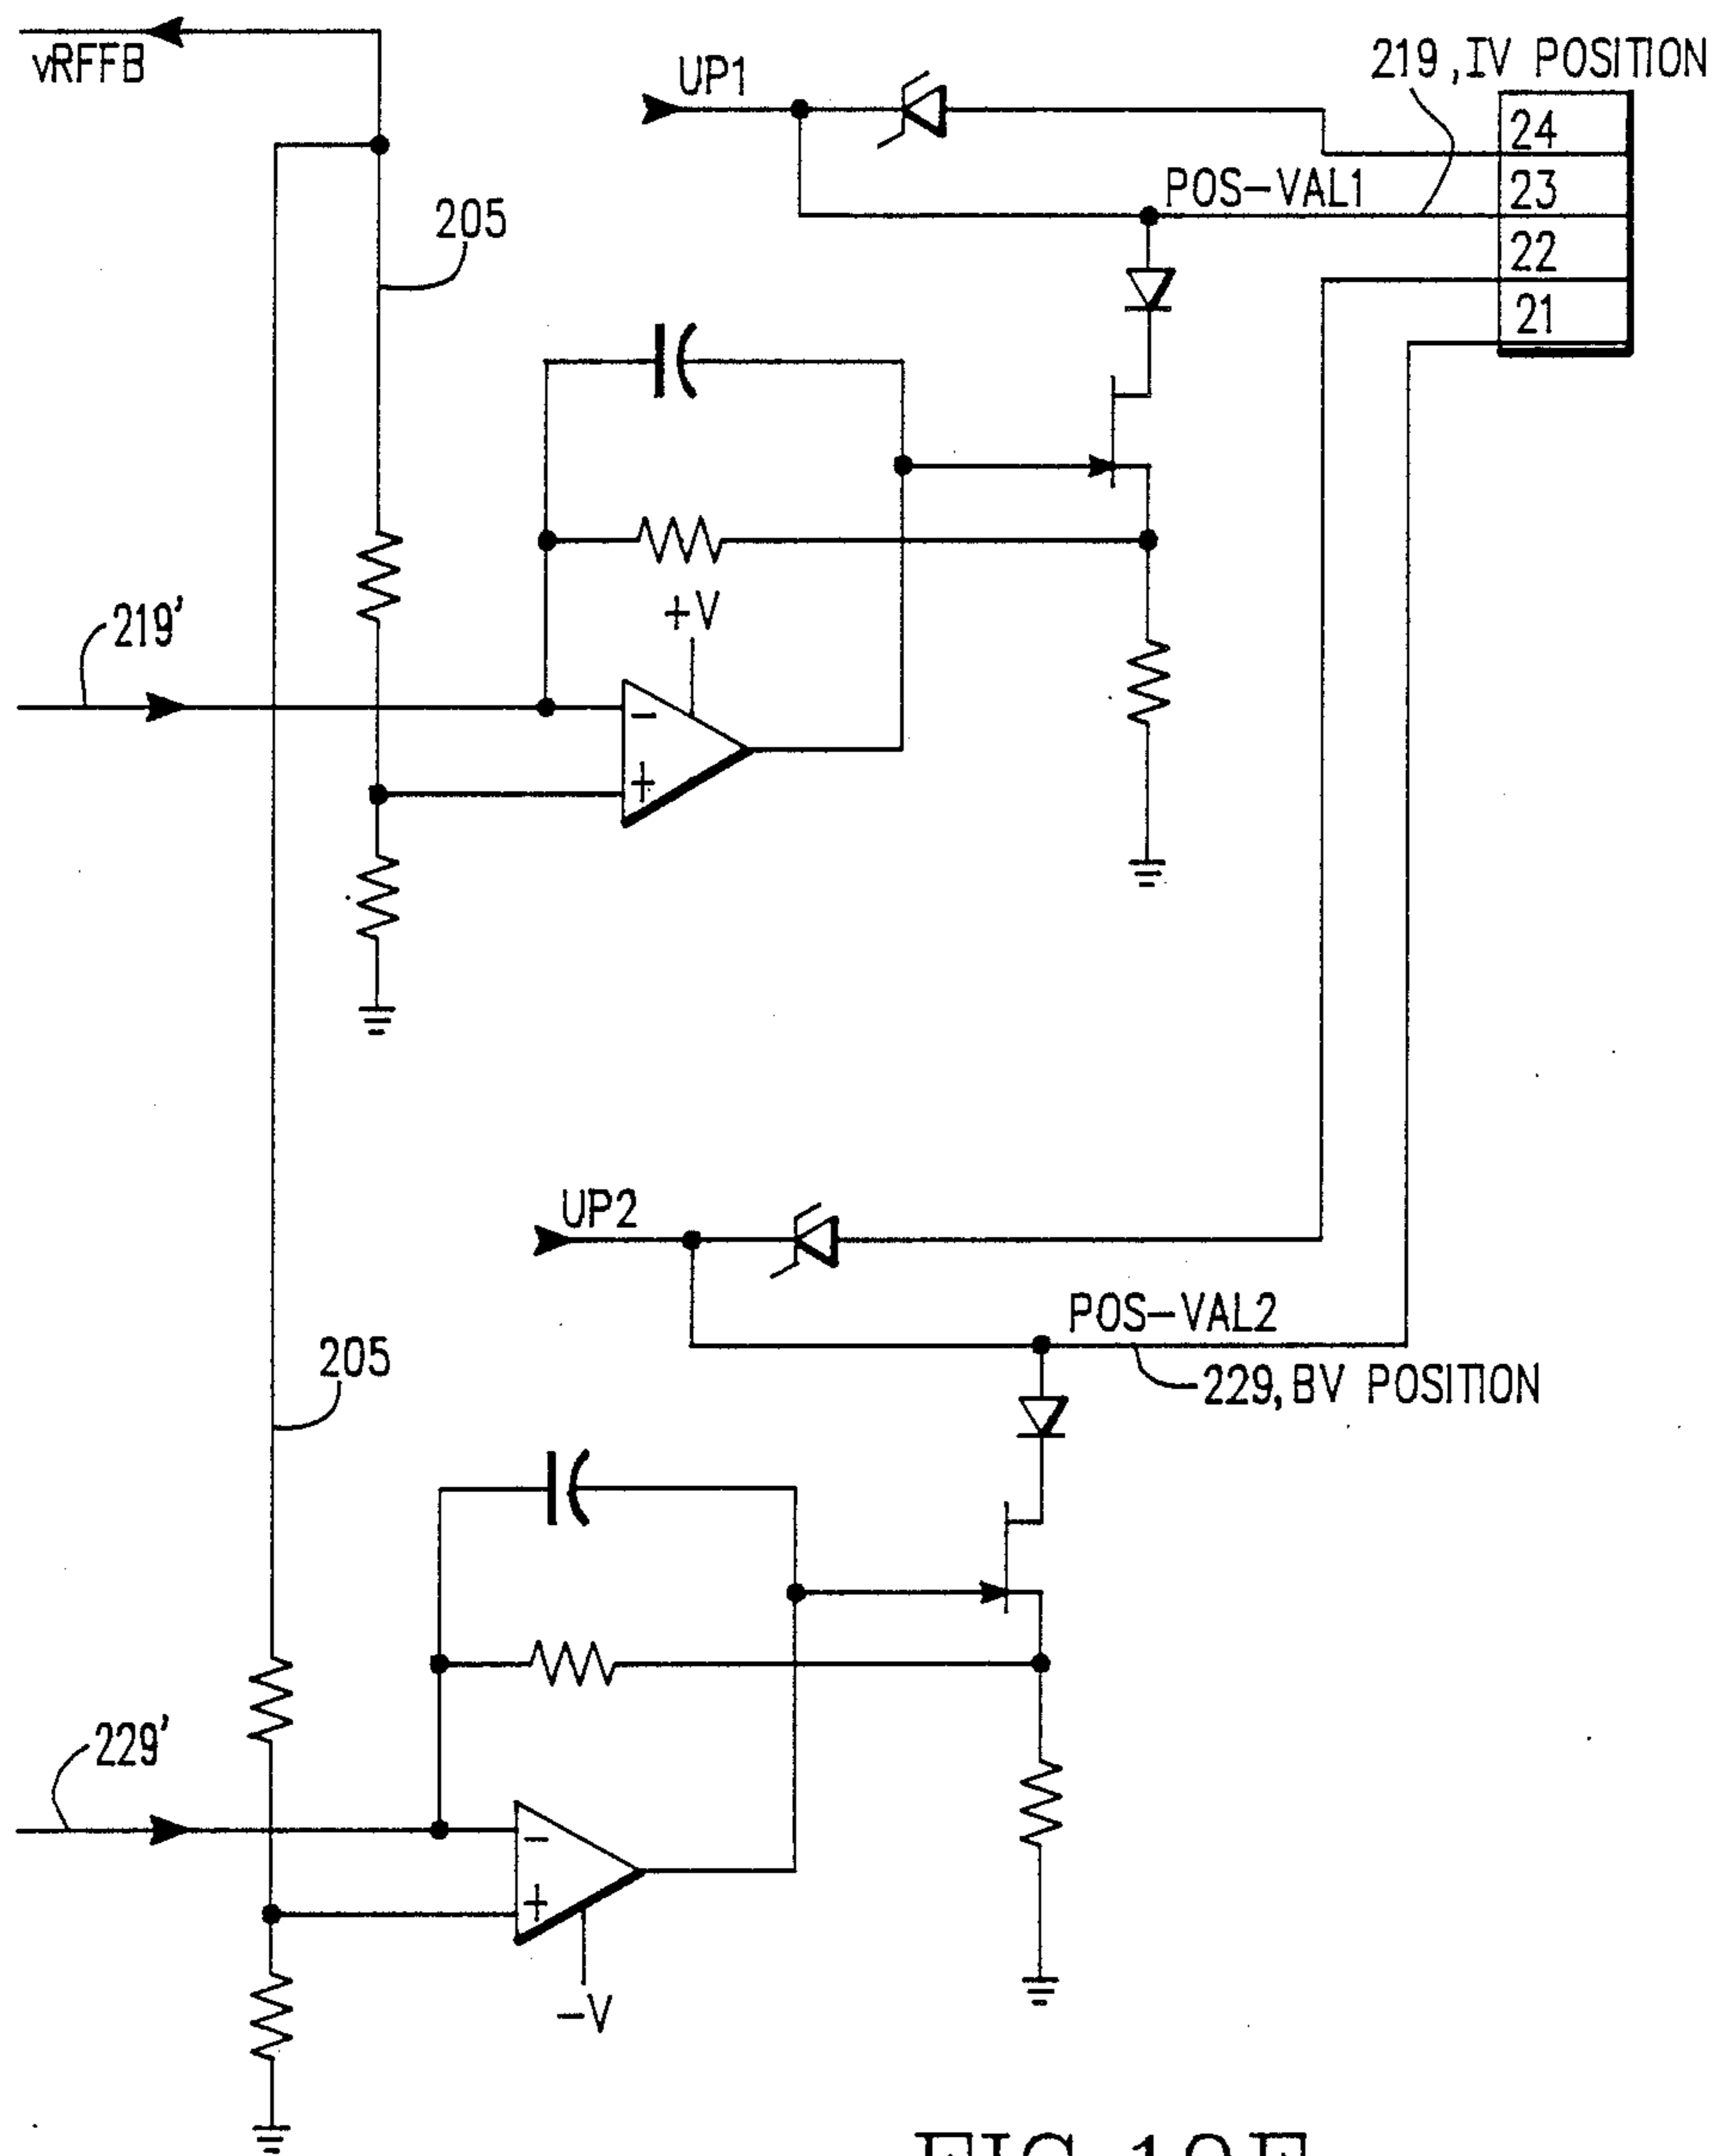 vRFFB
UP1
219, IV POSITION
24
POS-VAL1
23
205
22
21
219'
+V
-
+
UP2
POS-VAL2
205
229, BV POSITION
229'
-
+
-V